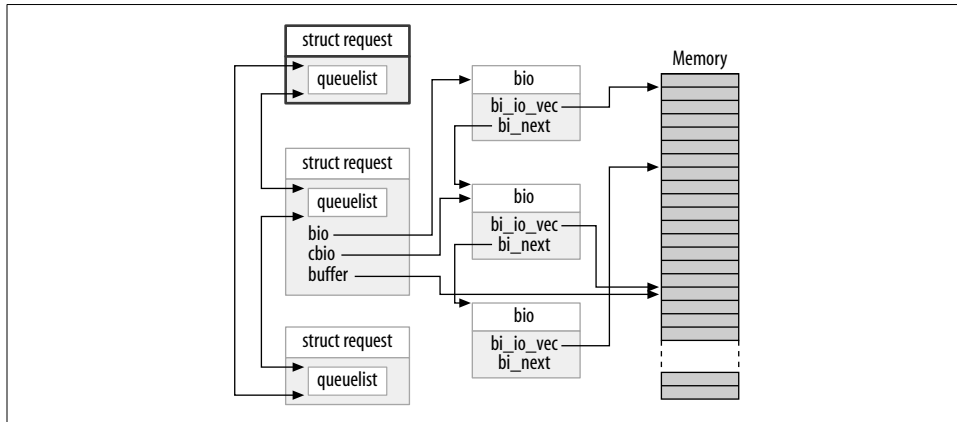 struct request
queuelist
struct request
queuelist
bio
cbio
buffer
struct request
queuelist
bio
bi_io_vec
bi_next
bio
bi_io_vec
bi_next
bio
bi_io_vec
bi_next
Memory